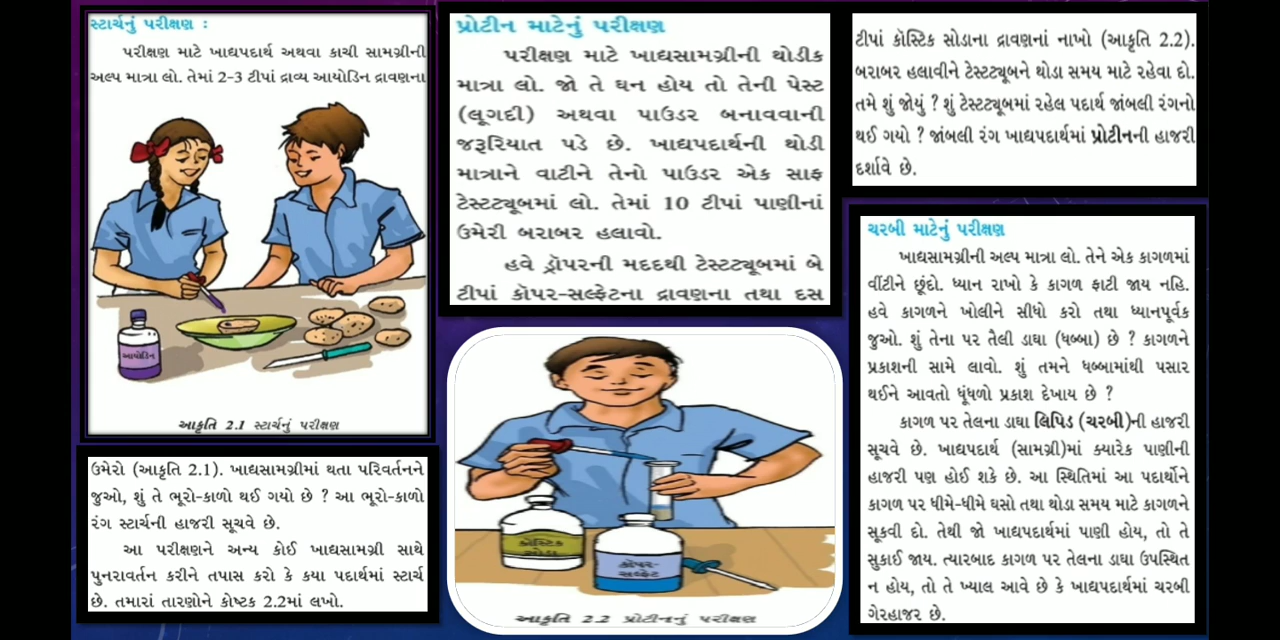 સ્ટાર્ચનું પરીક્ષણ :
પરીક્ષણ માટે ખાદ્યપદાર્થ અથવા કાચી સામગ્રીની
અલ્પ માત્રા લો. તેમાં 2-3 ટીપાં દ્રાવ્ય આયોડિન દ્રાવણના
આયોડિન
આકૃતિ 2.1 સ્ટાર્ચનું પરીક્ષણ
ઉમેરો (આકૃતિ 2.1). ખાદ્યસામગ્રીમાં થતા પરિવર્તનને
જુઓ, શું તે ભૂરો-કાળો થઈ ગયો છે ? આ ભૂરો-કાળો
રંગ સ્ટાર્ચની હાજરી સૂચવે છે.
આ પરીક્ષણને અન્ય કોઈ ખાદ્યસામગ્રી સાથે
પુનરાવર્તન કરીને તપાસ કરો કે કયા પદાર્થમાં સ્ટાર્ચ
છે. તમારાં તારણોને કોષ્ટક 2.2માં લખો.
પ્રોટીન માટેનું પરીક્ષણ
પરીક્ષણ માટે ખાદ્યસામગ્રીની થોડીક
માત્રા લો. જો તે ઘન હોય તો તેની પેસ્ટ
(લૂગદી) અથવા પાઉડર બનાવવાની
જરૂરિયાત પડે છે. ખાદ્યપદાર્થની થોડી
માત્રાને વાટીને તેનો પાઉડર એક સાફ
ટેસ્ટટ્યૂબમાં લો. તેમાં 10 ટીપાં પાણીનાં
ઉમેરી બરાબર હલાવો.
હવે ડ્રૉપરની મદદથી ટેસ્ટટ્યૂબમાં બે
ટીપાં કૉપર-સલ્ફેટના દ્રાવણના તથા દસ
કૉસ્ટિક
સોડા
કૉપર-
સલ્ફેટ
આકૃતિ 2.2 પ્રોટીનનું પરીક્ષણ
ટીપાં કૉસ્ટિક સોડાના દ્રાવણનાં નાખો (આકૃતિ 2.2).
બરાબર હલાવીને ટેસ્ટટ્યૂબને થોડા સમય માટે રહેવા દો.
તમે શું જોયું ? શું ટેસ્ટટ્યૂબમાં રહેલ પદાર્થ જાંબલી રંગનો
થઈ ગયો ? જાંબલી રંગ ખાદ્યપદાર્થમાં પ્રોટીનની હાજરી
દર્શાવે છે.
ચરબી માટેનું પરીક્ષણ
ખાદ્યસામગ્રીની અલ્પ માત્રા લો. તેને એક કાગળમાં
વીંટીને છૂંદો. ધ્યાન રાખો કે કાગળ ફાટી જાય નહિ.
હવે કાગળને ખોલીને સીધો કરો તથા ધ્યાનપૂર્વક
જુઓ. શું તેના પર તૈલી ડાઘા (ધબ્બા) છે ? કાગળને
પ્રકાશની સામે લાવો. શું તમને ધબ્બામાંથી પસાર
થઈને આવતો ધૂંધળો પ્રકાશ દેખાય છે ?
કાગળ પર તેલના ડાઘા લિપિડ (ચરબી)ની હાજરી
સૂચવે છે. ખાદ્યપદાર્થ (સામગ્રી)માં ક્યારેક પાણીની
હાજરી પણ હોઈ શકે છે. આ સ્થિતિમાં આ પદાર્થોને
કાગળ પર ધીમે-ધીમે ઘસો તથા થોડા સમય માટે કાગળને
સૂકવી દો. તેથી જો ખાદ્યપદાર્થમાં પાણી હોય, તો તે
સુકાઈ જાય. ત્યારબાદ કાગળ પર તેલના ડાઘા ઉપસ્થિત
ન હોય, તો તે ખ્યાલ આવે છે કે ખાદ્યપદાર્થમાં ચરબી
ગેરહાજર છે.